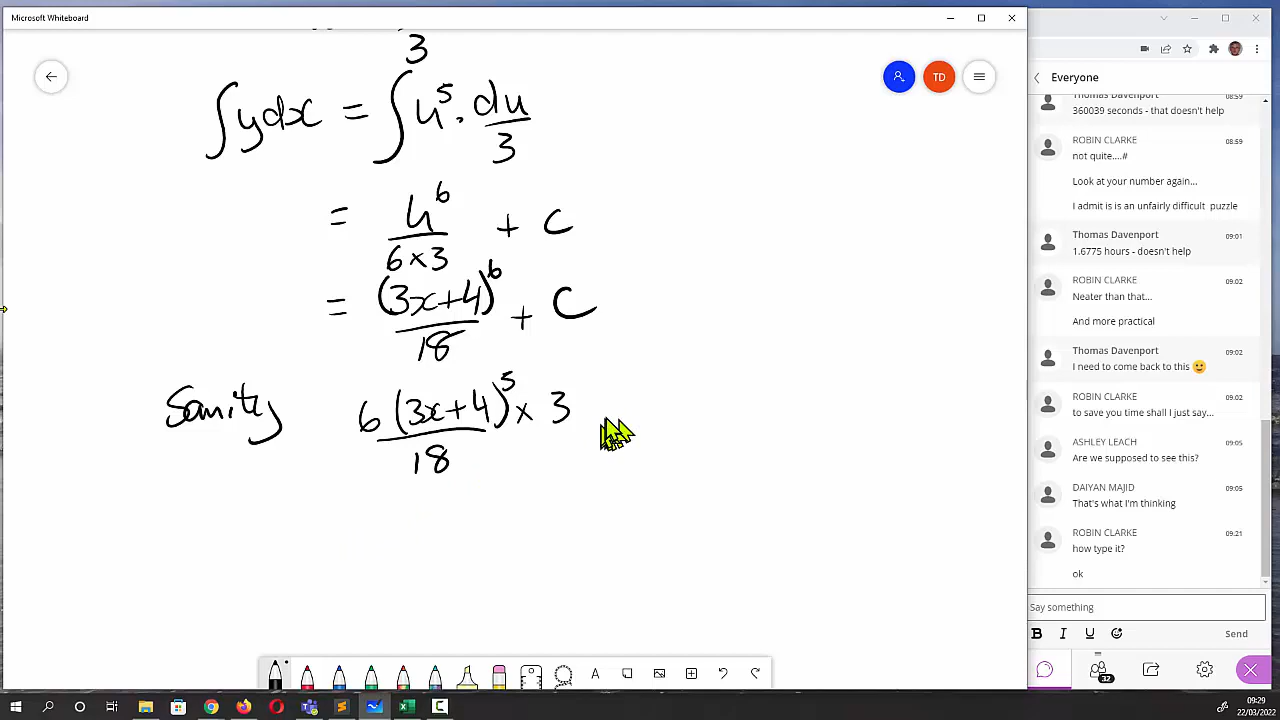 Microsoft Whiteboard
3
∫ydx = ∫u⁵. du/3
= u⁶/6×3 + c
= (3x+4)⁶/18 + C
Sanity 6(3x+4)⁵/18 × 3
TD
Everyone
Thomas Davenport 08:59
360039 seconds - that doesn't help
ROBIN CLARKE 08:59
not quite....#
Look at your number again...
I admit is is an unfairly difficult puzzle
Thomas Davenport 09:01
1.6775 hours - doesn't help
ROBIN CLARKE 09:02
Neater than that...
And more practical
Thomas Davenport 09:02
I need to come back to this 😉
ROBIN CLARKE 09:02
to save you time shall I just say...
ASHLEY LEACH 09:05
Are we supposed to see this?
DAIYAN MAJID 09:05
That's what I'm thinking
ROBIN CLARKE 09:21
how type it?
ok
Say something
B I U Send
32
A
09:29
22/03/2022